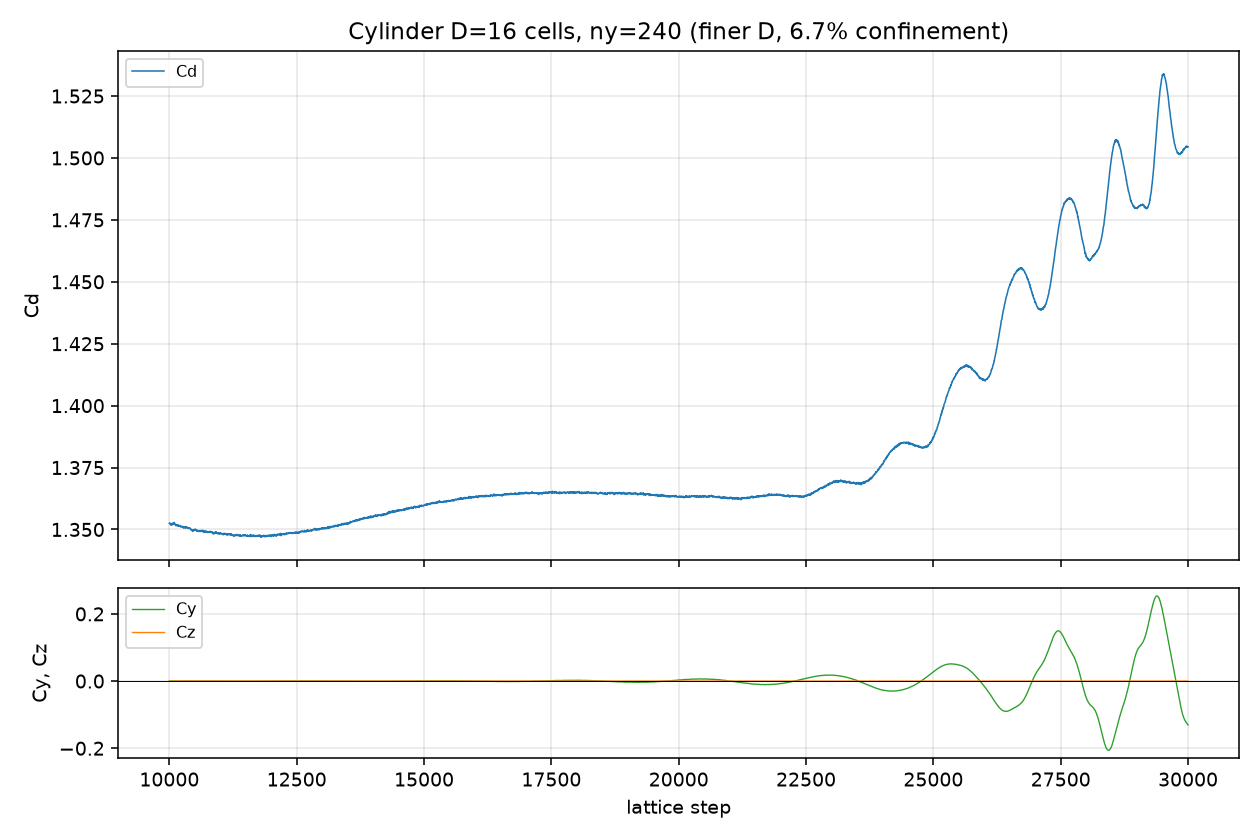 Cylinder D=16 cells, ny=240 (finer D, 6.7% confinement)
Cd
1.525
1.500
1.475
1.450
1.425
1.400
1.375
1.350
Cd
Cy
Cz
0.2
0.0
−0.2
Cy, Cz
10000 12500 15000 17500 20000 22500 25000 27500 30000
lattice step